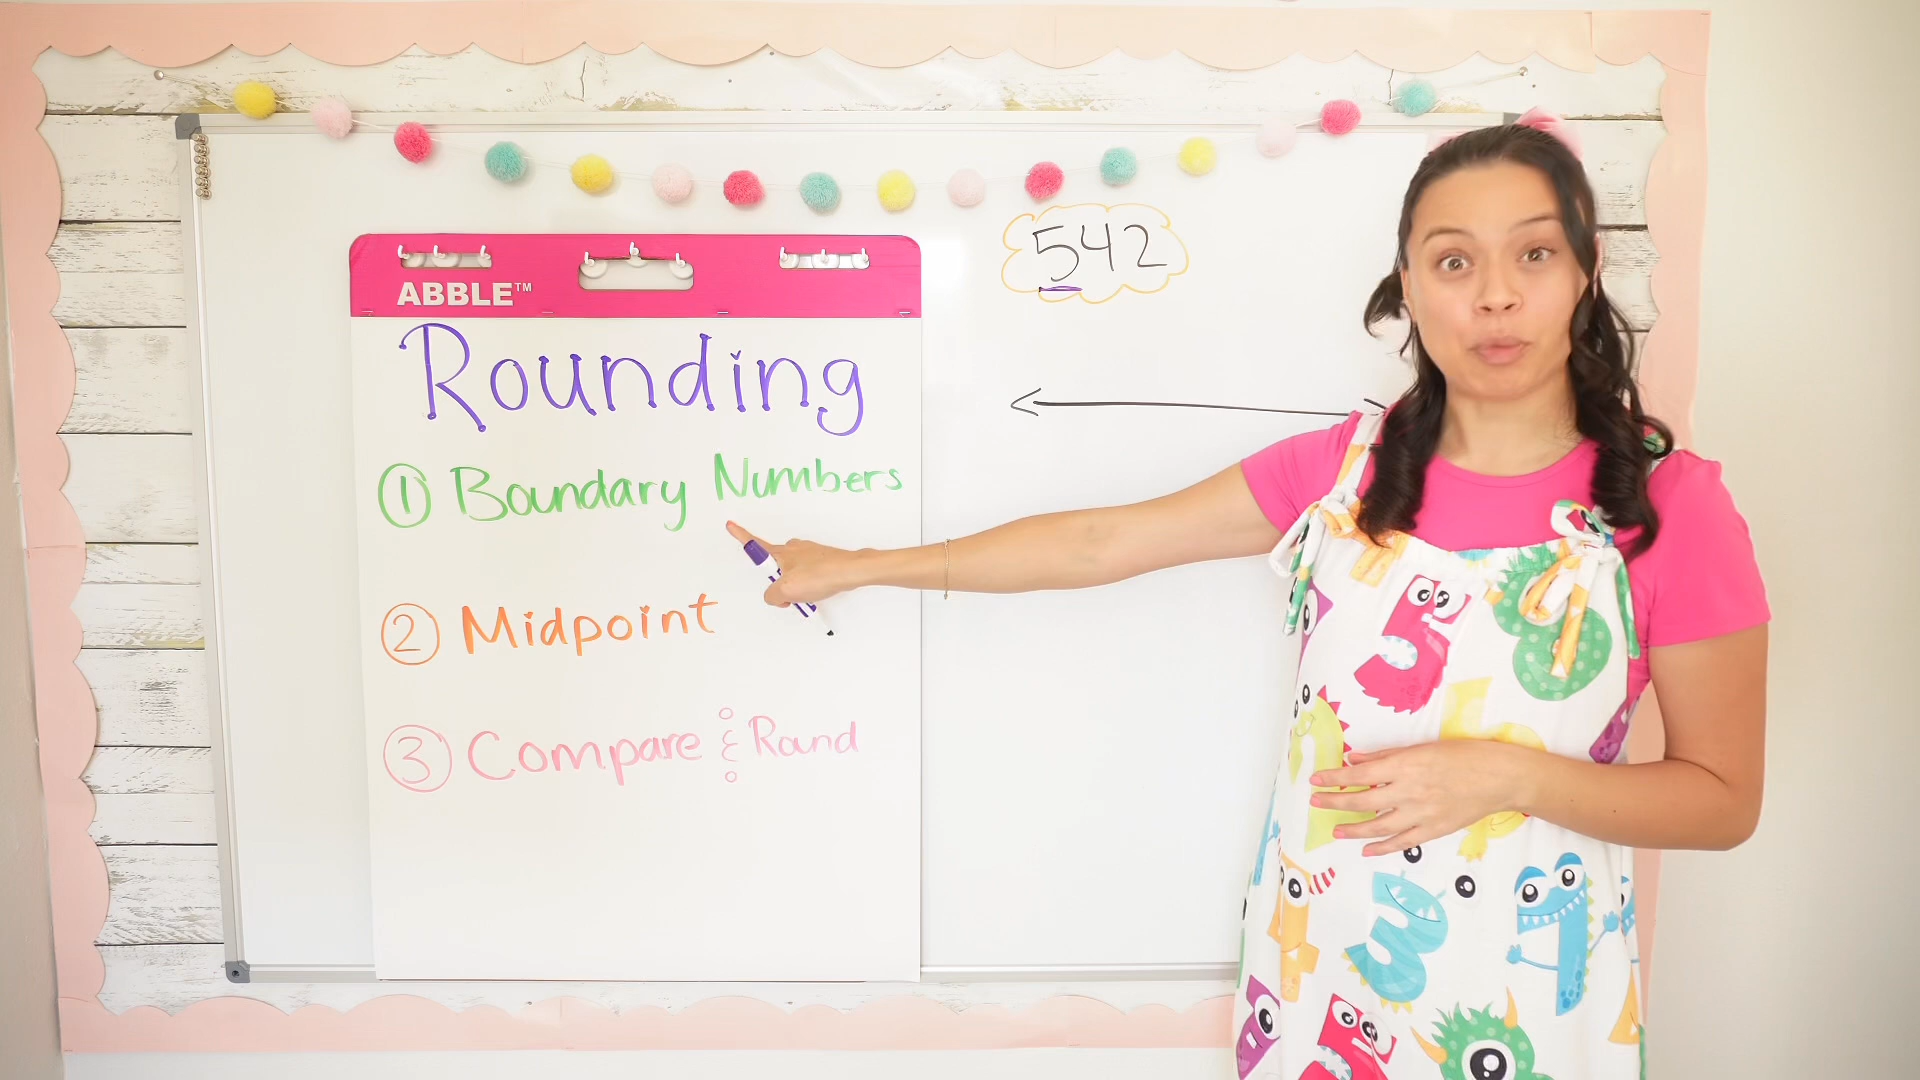 542
ABBLE™
Rounding
① Boundary Numbers
② Midpoint
③ Compare & Round